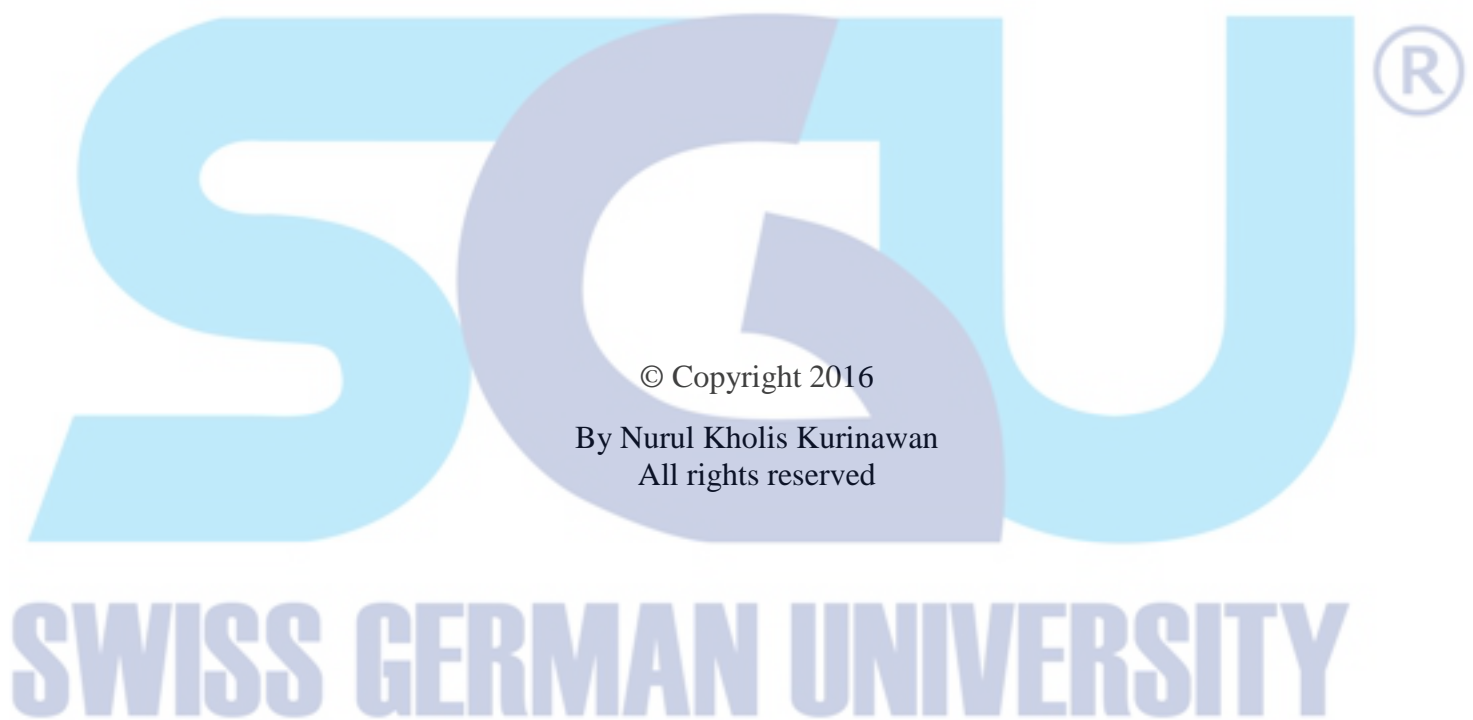 SGU®
© Copyright 2016
By Nurul Kholis Kurinawan
All rights reserved
SWISS GERMAN UNIVERSITY